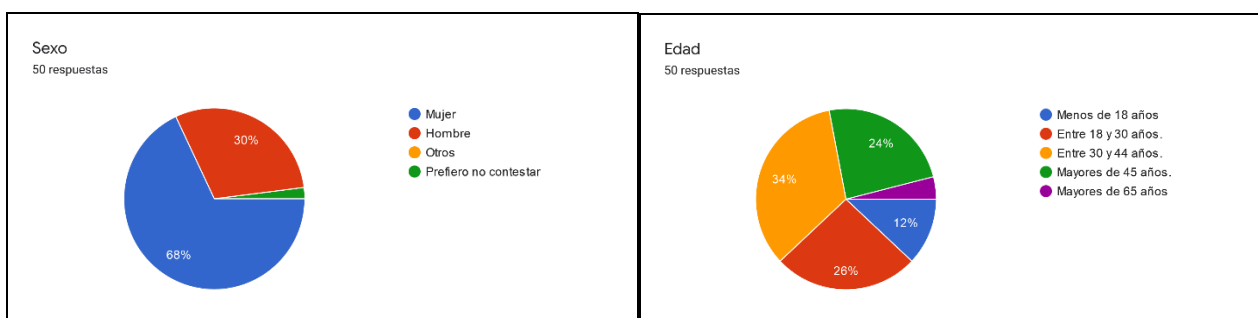 Sexo
50 respuestas
30%
68%
Mujer
Hombre
Otros
Prefiero no contestar
Edad
50 respuestas
24%
34%
12%
26%
Menos de 18 años
Entre 18 y 30 años.
Entre 30 y 44 años.
Mayores de 45 años.
Mayores de 65 años